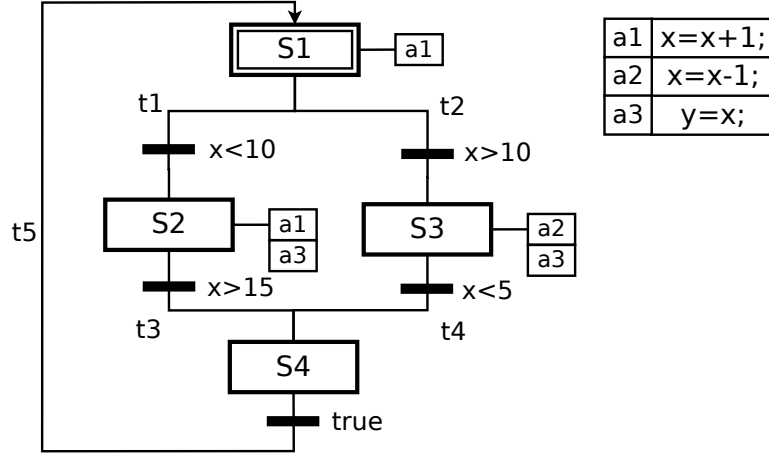 S1
a1
a1 x=x+1;
a2 x=x-1;
a3 y=x;
t1
t2
x<10
x>10
S2
a1
a3
S3
a2
a3
t5
x>15
x<5
t3
t4
S4
true